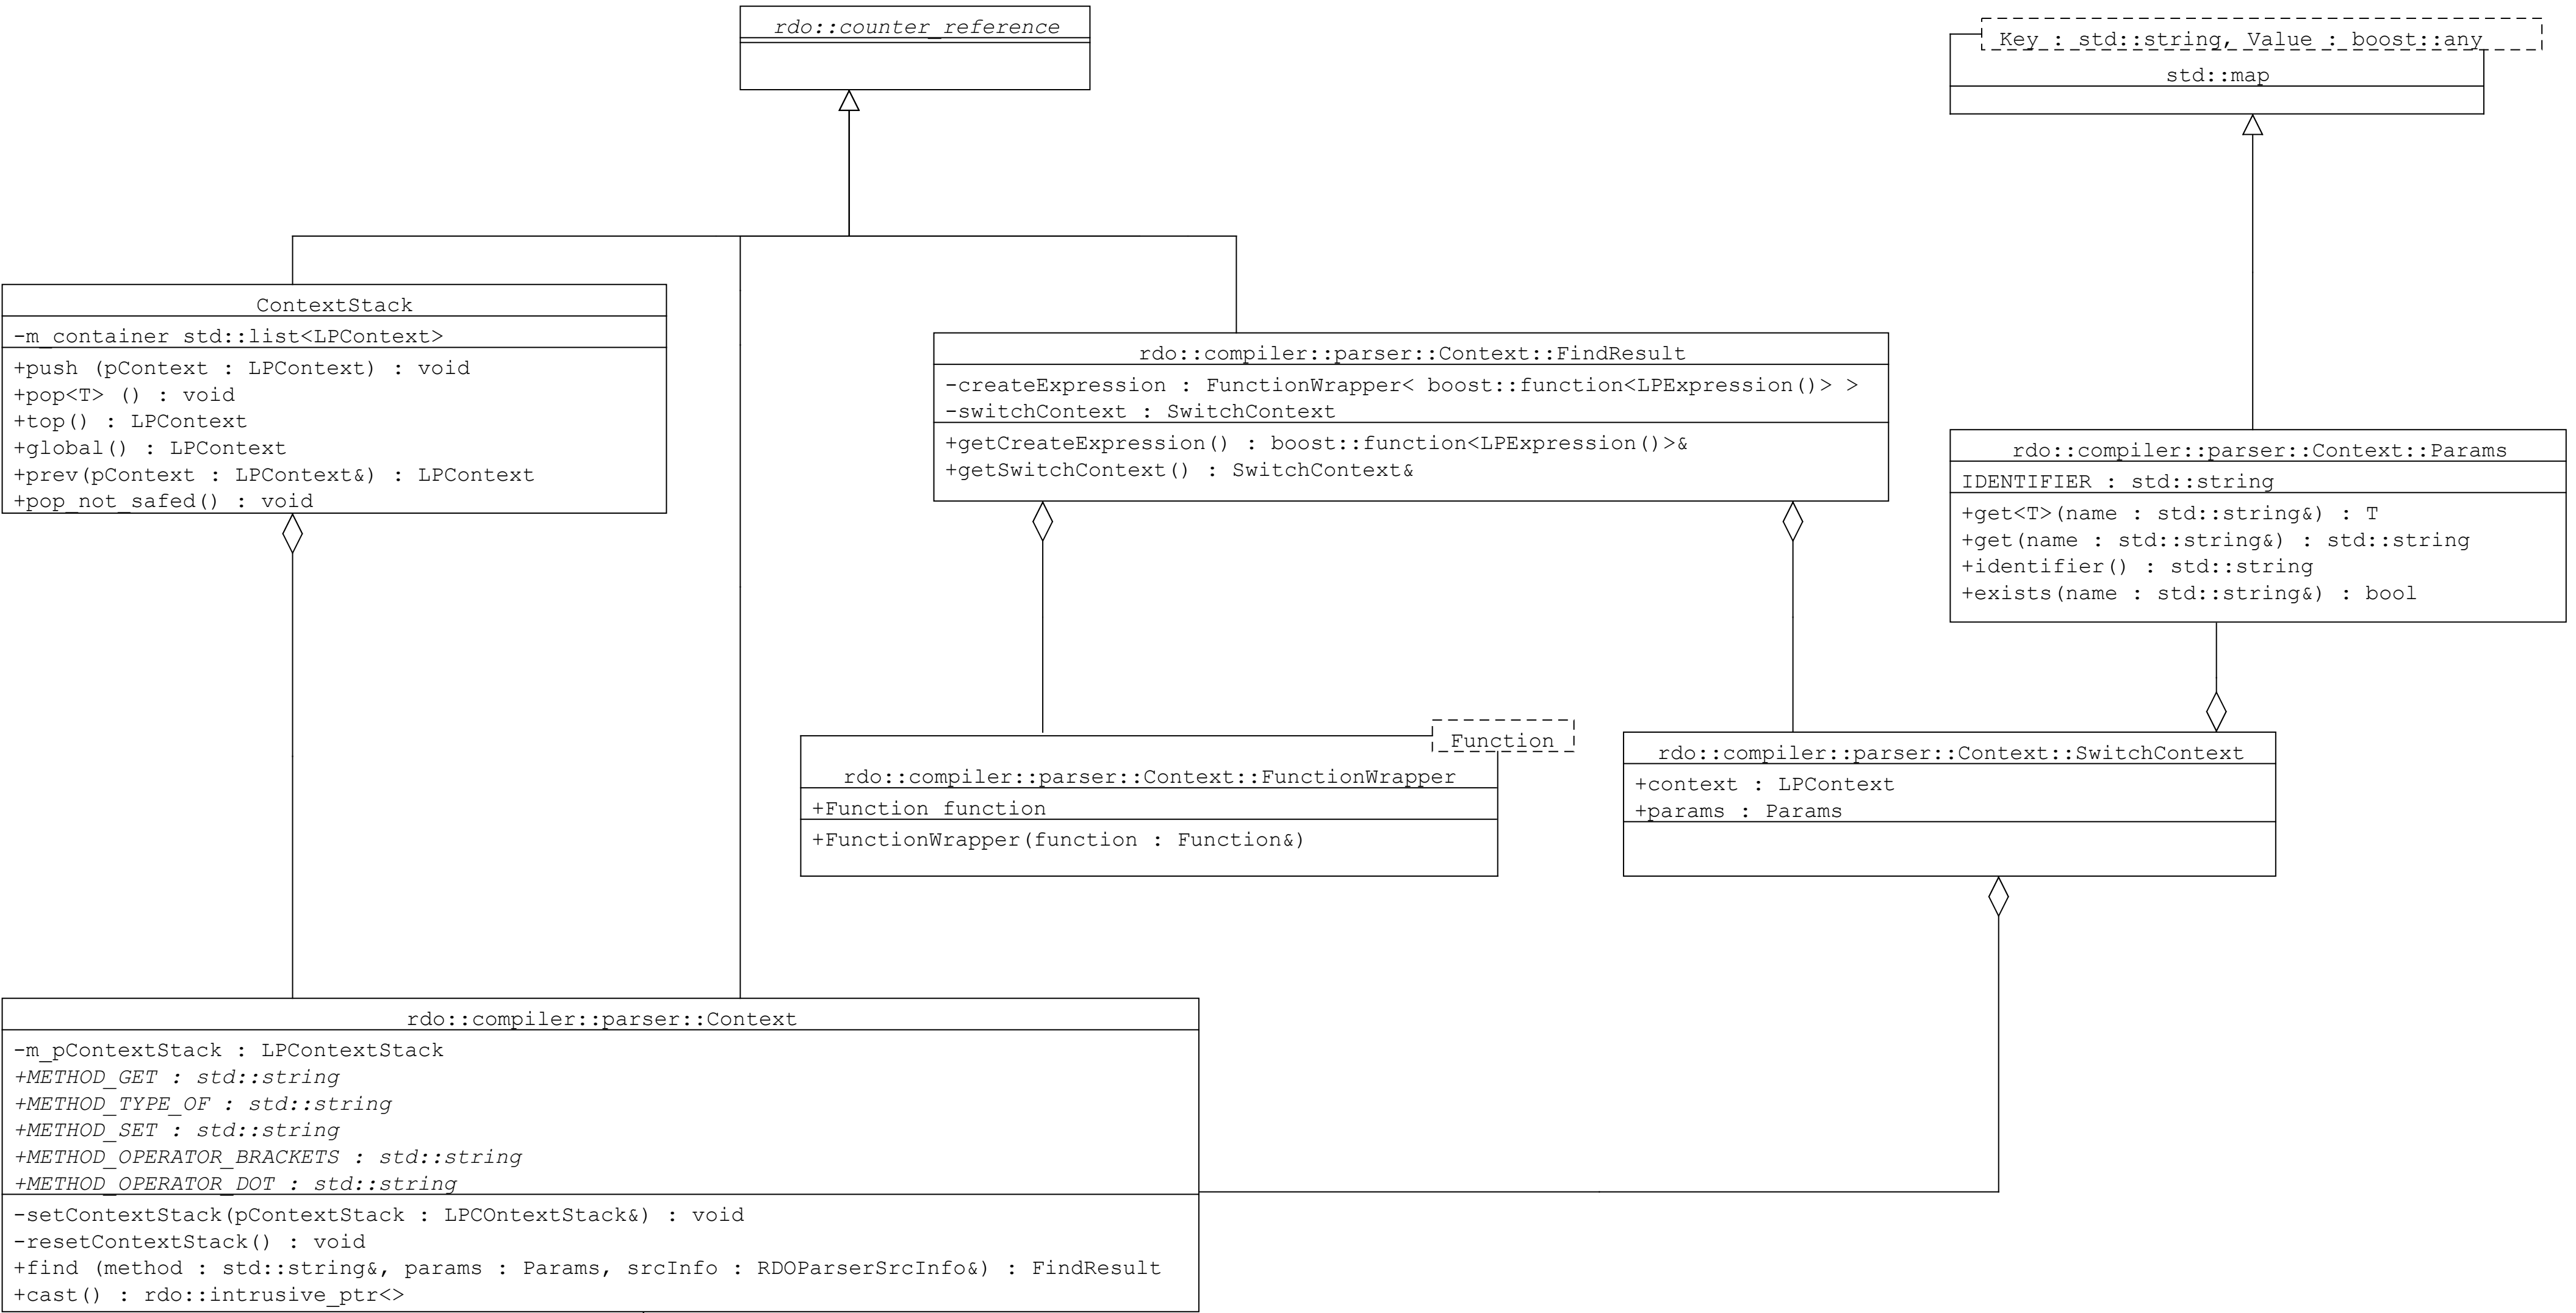 rdo::counter_reference
Key : std::string, Value : boost::any
std::map
ContextStack
-m_container std::list<LPContext>
+push (pContext : LPContext) : void
+pop<T> () : void
+top() : LPContext
+global() : LPContext
+prev(pContext : LPContext&) : LPContext
+pop_not_safed() : void
rdo::compiler::parser::Context::FindResult
-createExpression : FunctionWrapper< boost::function<LPExpression()> >
-switchContext : SwitchContext
+getCreateExpression() : boost::function<LPExpression()>&
+getSwitchContext() : SwitchContext&
rdo::compiler::parser::Context::Params
IDENTIFIER : std::string
+get<T>(name : std::string&) : T
+get(name : std::string&) : std::string
+identifier() : std::string
+exists(name : std::string&) : bool
Function
rdo::compiler::parser::Context::FunctionWrapper
+Function function
+FunctionWrapper(function : Function&)
rdo::compiler::parser::Context::SwitchContext
+context : LPContext
+params : Params
rdo::compiler::parser::Context
-m_pContextStack : LPContextStack
+METHOD_GET : std::string
+METHOD_TYPE_OF : std::string
+METHOD_SET : std::string
+METHOD_OPERATOR_BRACKETS : std::string
+METHOD_OPERATOR_DOT : std::string
-setContextStack(pContextStack : LPCOntextStack&) : void
-resetContextStack() : void
+find (method : std::string&, params : Params, srcInfo : RDOParserSrcInfo&) : FindResult
+cast() : rdo::intrusive_ptr<>